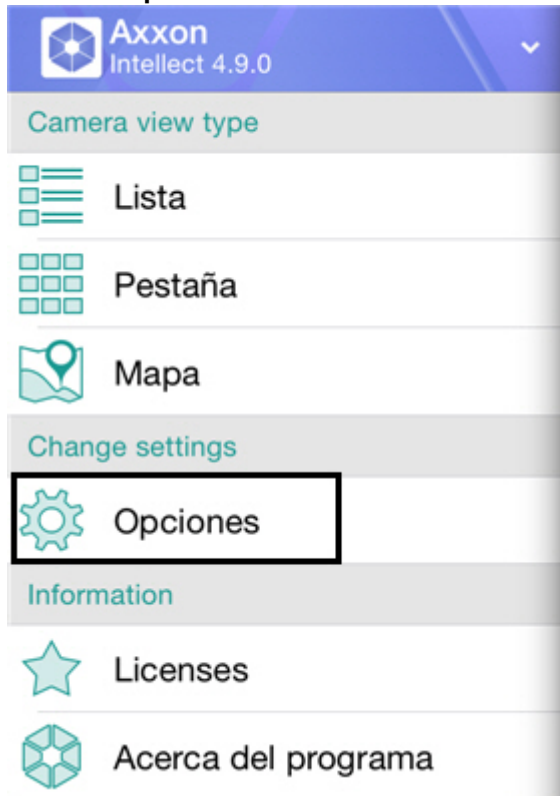 Axxon
Intellect 4.9.0
Camera view type
Lista
Pestaña
Mapa
Change settings
Opciones
Information
Licenses
Acerca del programa